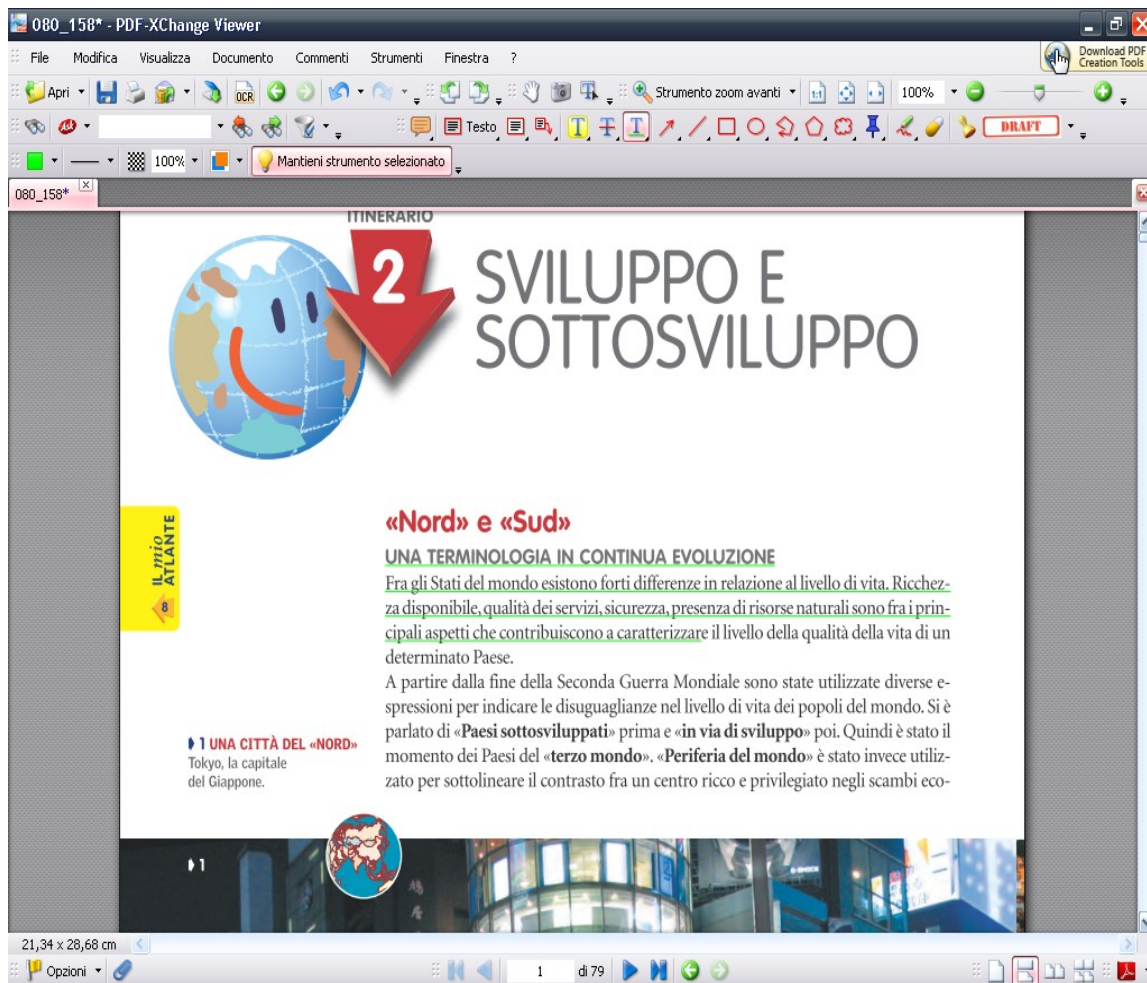 080_158* - PDF-XChange Viewer
File Modifica Visualizza Documento Commenti Strumenti Finestra ?
Download PDF
Creation Tools
Apri OCR Strumento zoom avanti 1:1 100%
Testo T T T DRAFT
100% Mantieni strumento selezionato
080_158*
ITINERARIO
2
SVILUPPO E
SOTTOSVILUPPO
IL mio
ATLANTE
8
«Nord» e «Sud»
UNA TERMINOLOGIA IN CONTINUA EVOLUZIONE
Fra gli Stati del mondo esistono forti differenze in relazione al livello di vita. Ricchez-
za disponibile, qualità dei servizi, sicurezza, presenza di risorse naturali sono fra i prin-
cipali aspetti che contribuiscono a caratterizzare il livello della qualità della vita di un
determinato Paese.
A partire dalla fine della Seconda Guerra Mondiale sono state utilizzate diverse e-
spressioni per indicare le disuguaglianze nel livello di vita dei popoli del mondo. Si è
parlato di «Paesi sottosviluppati» prima e «in via di sviluppo» poi. Quindi è stato il
momento dei Paesi del «terzo mondo». «Periferia del mondo» è stato invece utiliz-
zato per sottolineare il contrasto fra un centro ricco e privilegiato negli scambi eco-
1 UNA CITTÀ DEL «NORD»
Tokyo, la capitale
del Giappone.
1
21,34 x 28,68 cm
Opzioni 1 di 79